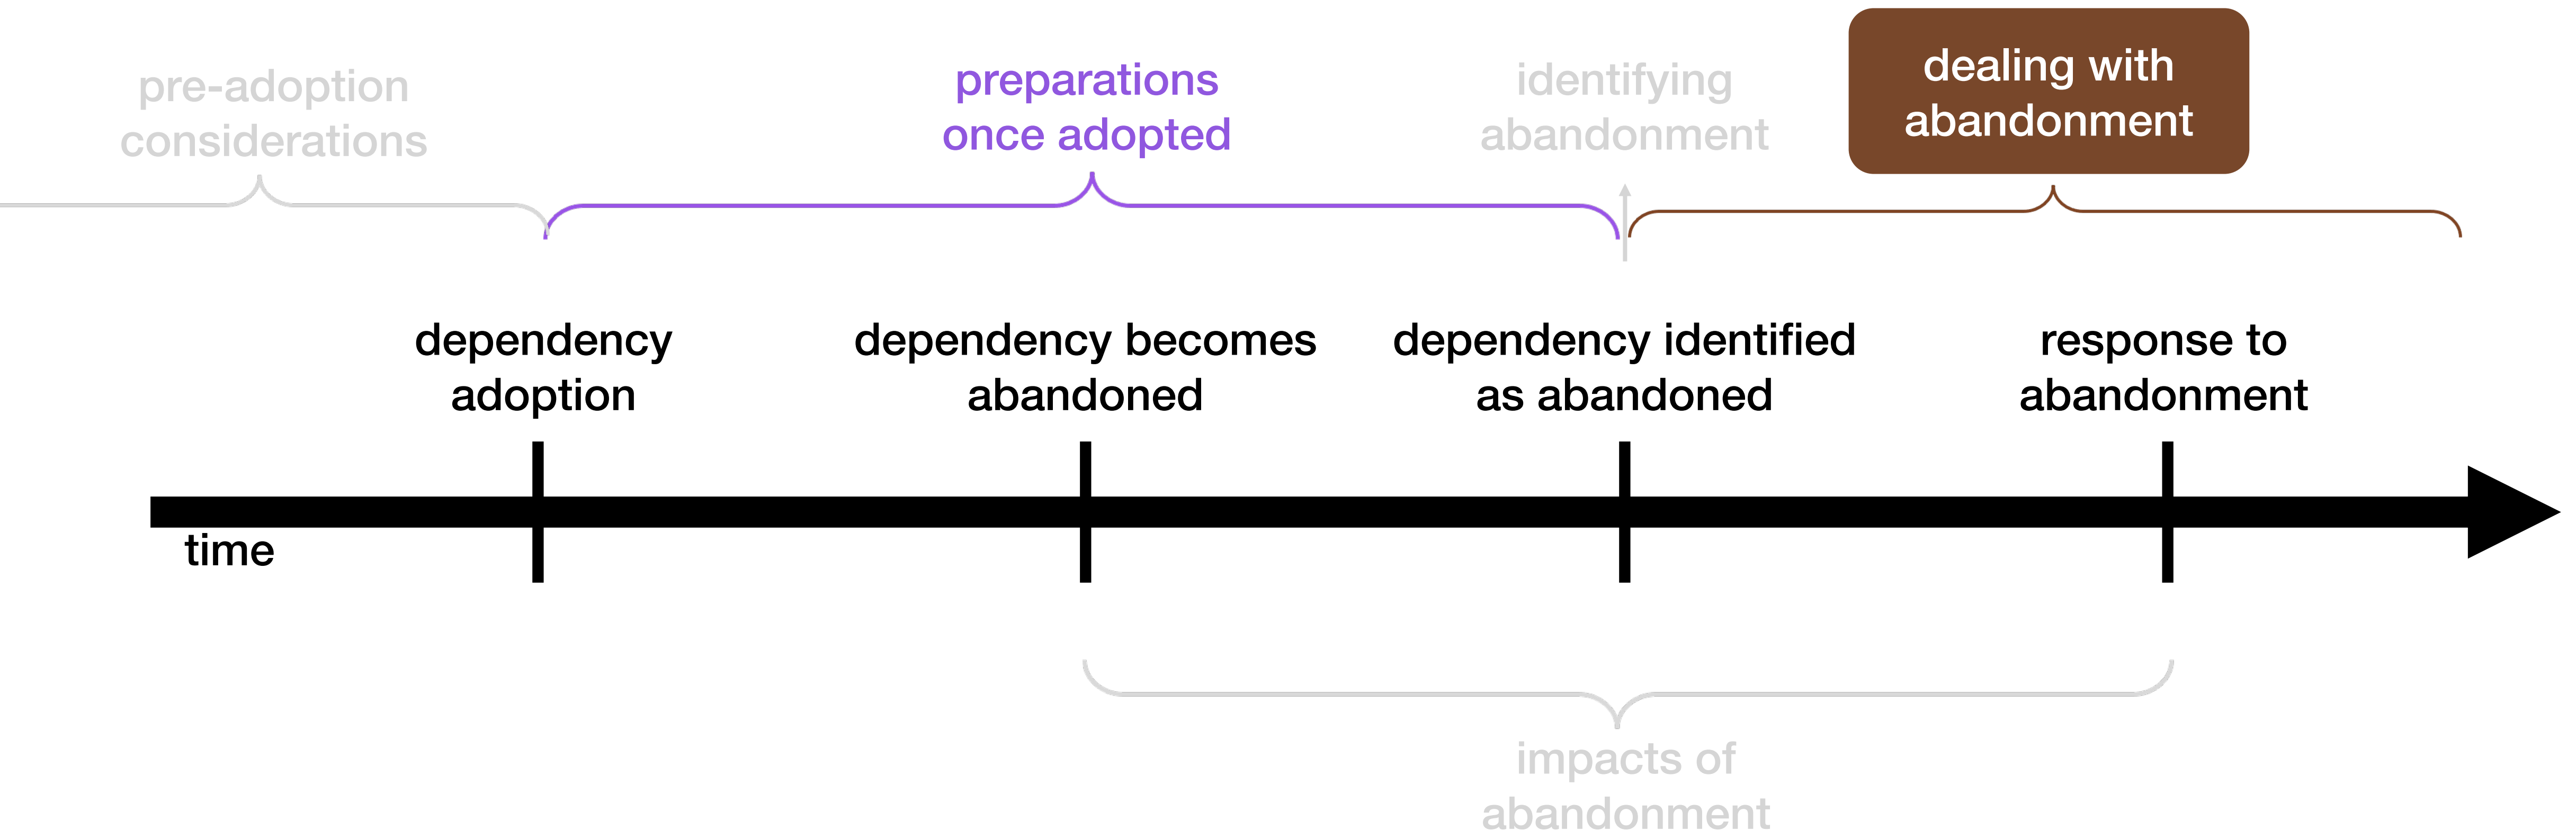 pre-adoption
considerations
preparations
once adopted
identifying
abandonment
dealing with
abandonment
dependency
adoption
dependency becomes
abandoned
dependency identified
as abandoned
response to
abandonment
time
impacts of
abandonment